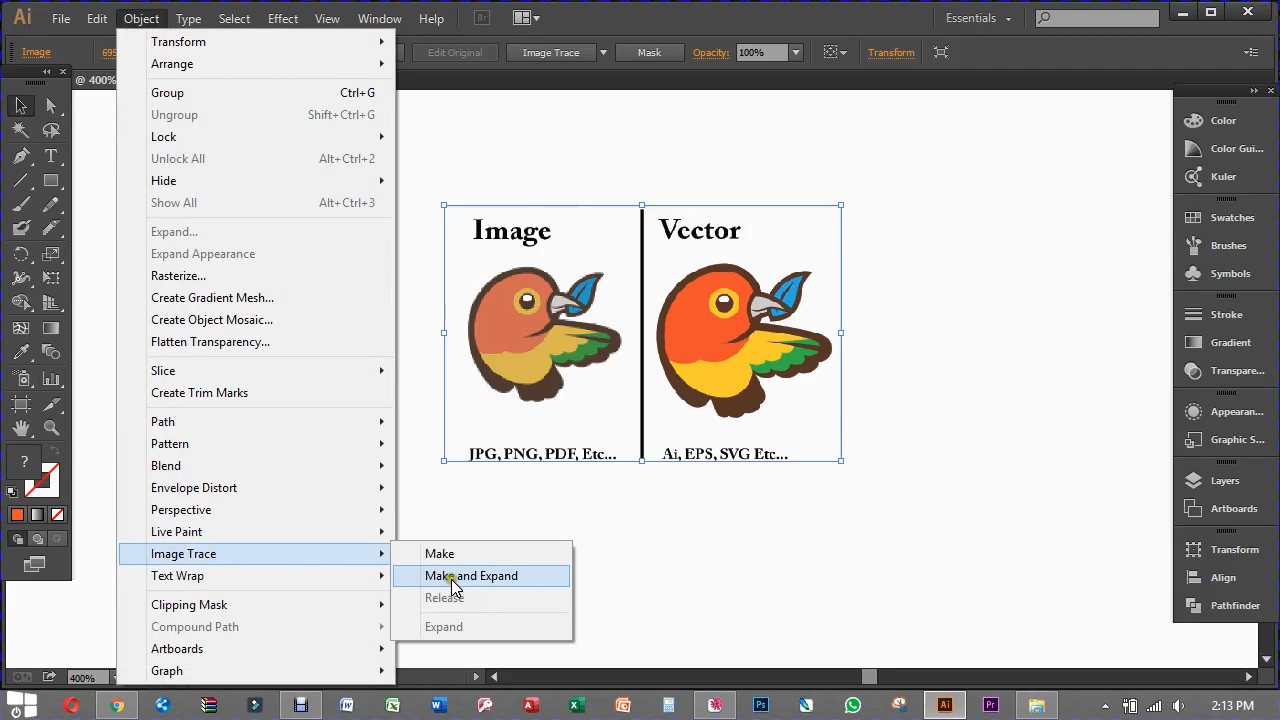 Ai File Edit Object Type Select Effect View Window Help Br Essentials
Image 695 Edit Original Image Trace Mask Opacity: 100% Transform
@ 400%
Transform
Arrange
Group Ctrl+G
Ungroup Shift+Ctrl+G
Lock
Unlock All Alt+Ctrl+2
Hide
Show All Alt+Ctrl+3
Expand...
Expand Appearance
Rasterize...
Create Gradient Mesh...
Create Object Mosaic...
Flatten Transparency...
Slice
Create Trim Marks
Path
Pattern
Blend
Envelope Distort
Perspective
Live Paint
Image Trace
Text Wrap
Clipping Mask
Compound Path
Artboards
Graph
Make
Make and Expand
Release
Expand
Image Vector
JPG, PNG, PDF, Etc... Ai, EPS, SVG Etc...
Color
Color Gui...
Kuler
Swatches
Brushes
Symbols
Stroke
Gradient
Transpare...
Appearan...
Graphic S...
Layers
Artboards
Transform
Align
Pathfinder
?
400%
Ps Ai Pr 2:13 PM